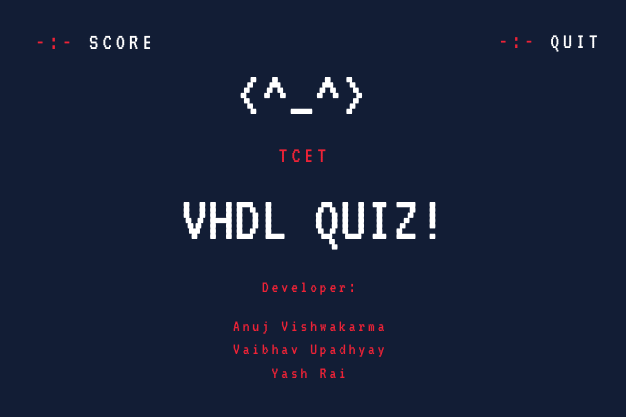 -:- SCORE
-:- QUIT
(^_^)
TCET
VHDL QUIZ!
Developer:
Anuj Vishwakarma
Vaibhav Upadhyay
Yash Rai